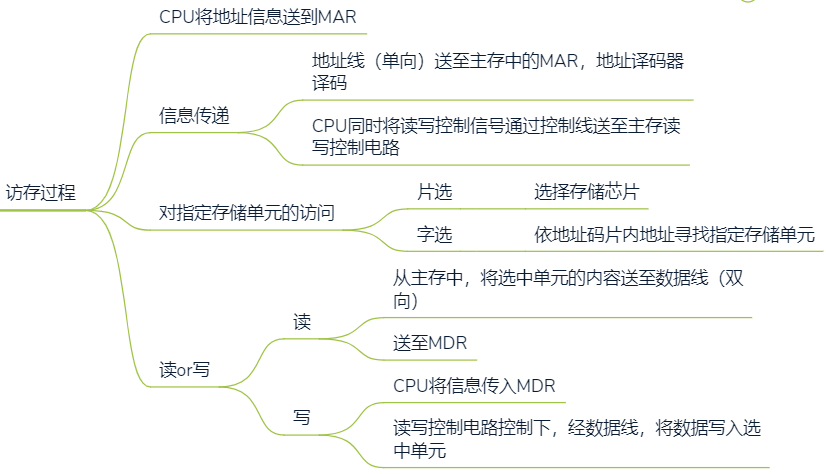 CPU将地址信息送到MAR
地址线（单向）送至主存中的MAR，地址译码器
译码
信息传递
CPU同时将读写控制信号通过控制线送至主存读
写控制电路
访存过程
片选
选择存储芯片
对指定存储单元的访问
字选
依地址码片内地址寻找指定存储单元
从主存中，将选中单元的内容送至数据线（双
向）
读
送至MDR
读or写
CPU将信息传入MDR
写
读写控制电路控制下，经数据线，将数据写入选
中单元